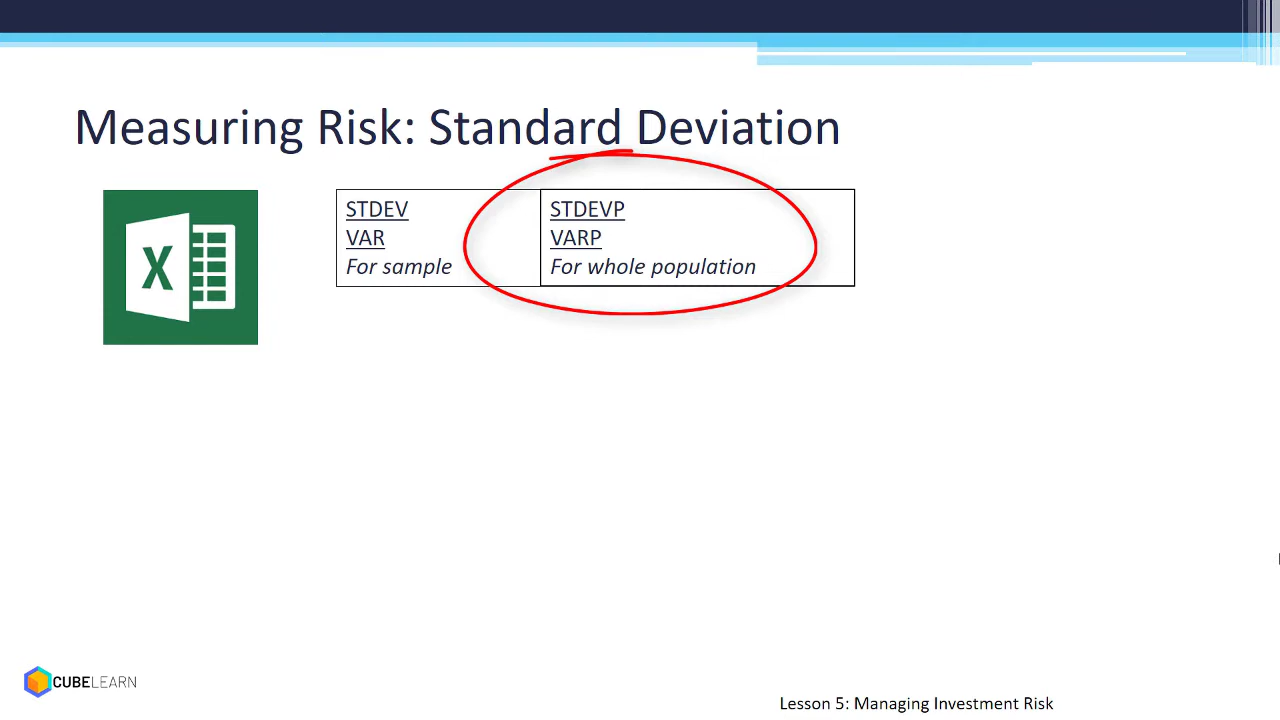 Measuring Risk: Standard Deviation
X
STDEV
VAR
For sample
STDEVP
VARP
For whole population
CUBELEARN
Lesson 5: Managing Investment Risk